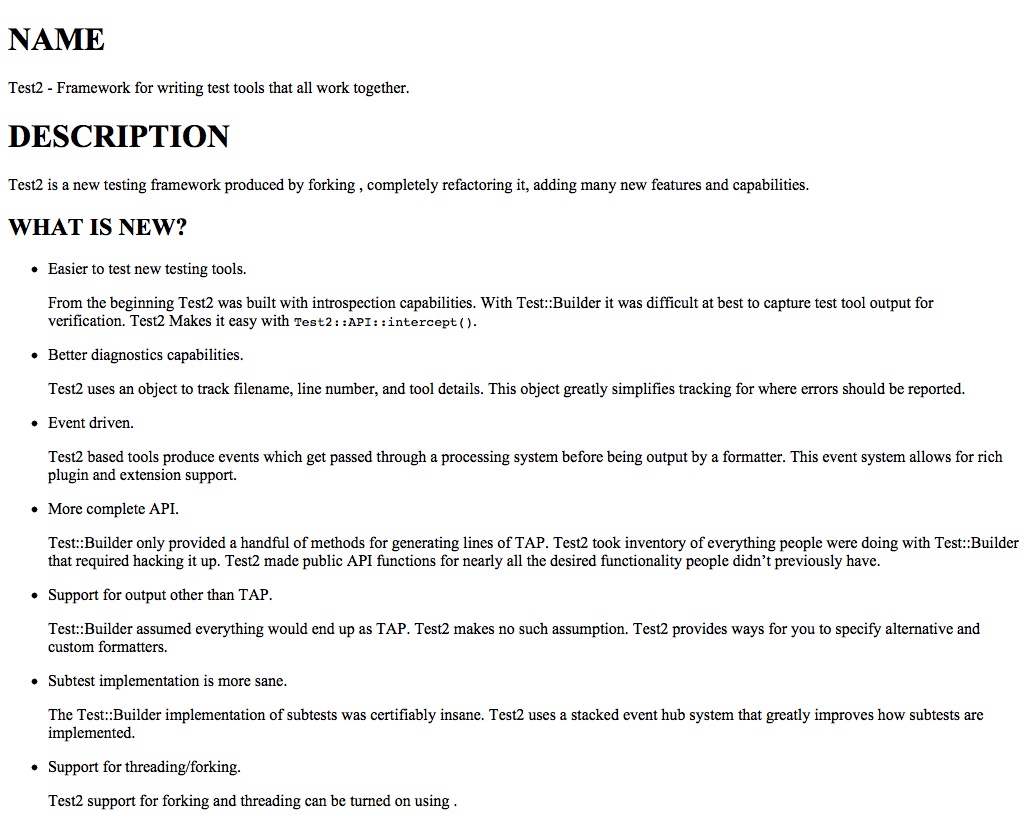 NAME
Test2 - Framework for writing test tools that all work together.
DESCRIPTION
Test2 is a new testing framework produced by forking , completely refactoring it, adding many new features and capabilities.
WHAT IS NEW?
• Easier to test new testing tools.
From the beginning Test2 was built with introspection capabilities. With Test::Builder it was difficult at best to capture test tool output for
verification. Test2 Makes it easy with Test2::API::intercept().
• Better diagnostics capabilities.
Test2 uses an object to track filename, line number, and tool details. This object greatly simplifies tracking for where errors should be reported.
• Event driven.
Test2 based tools produce events which get passed through a processing system before being output by a formatter. This event system allows for rich
plugin and extension support.
• More complete API.
Test::Builder only provided a handful of methods for generating lines of TAP. Test2 took inventory of everything people were doing with Test::Builder
that required hacking it up. Test2 made public API functions for nearly all the desired functionality people didn’t previously have.
• Support for output other than TAP.
Test::Builder assumed everything would end up as TAP. Test2 makes no such assumption. Test2 provides ways for you to specify alternative and
custom formatters.
• Subtest implementation is more sane.
The Test::Builder implementation of subtests was certifiably insane. Test2 uses a stacked event hub system that greatly improves how subtests are
implemented.
• Support for threading/forking.
Test2 support for forking and threading can be turned on using .